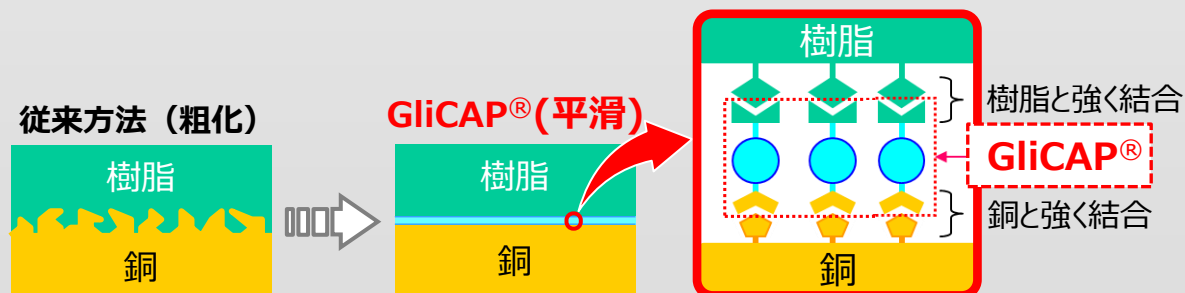 従来方法（粗化）
樹脂
銅
GliCAP®(平滑)
樹脂
銅
樹脂
樹脂と強く結合
GliCAP®
銅と強く結合
銅